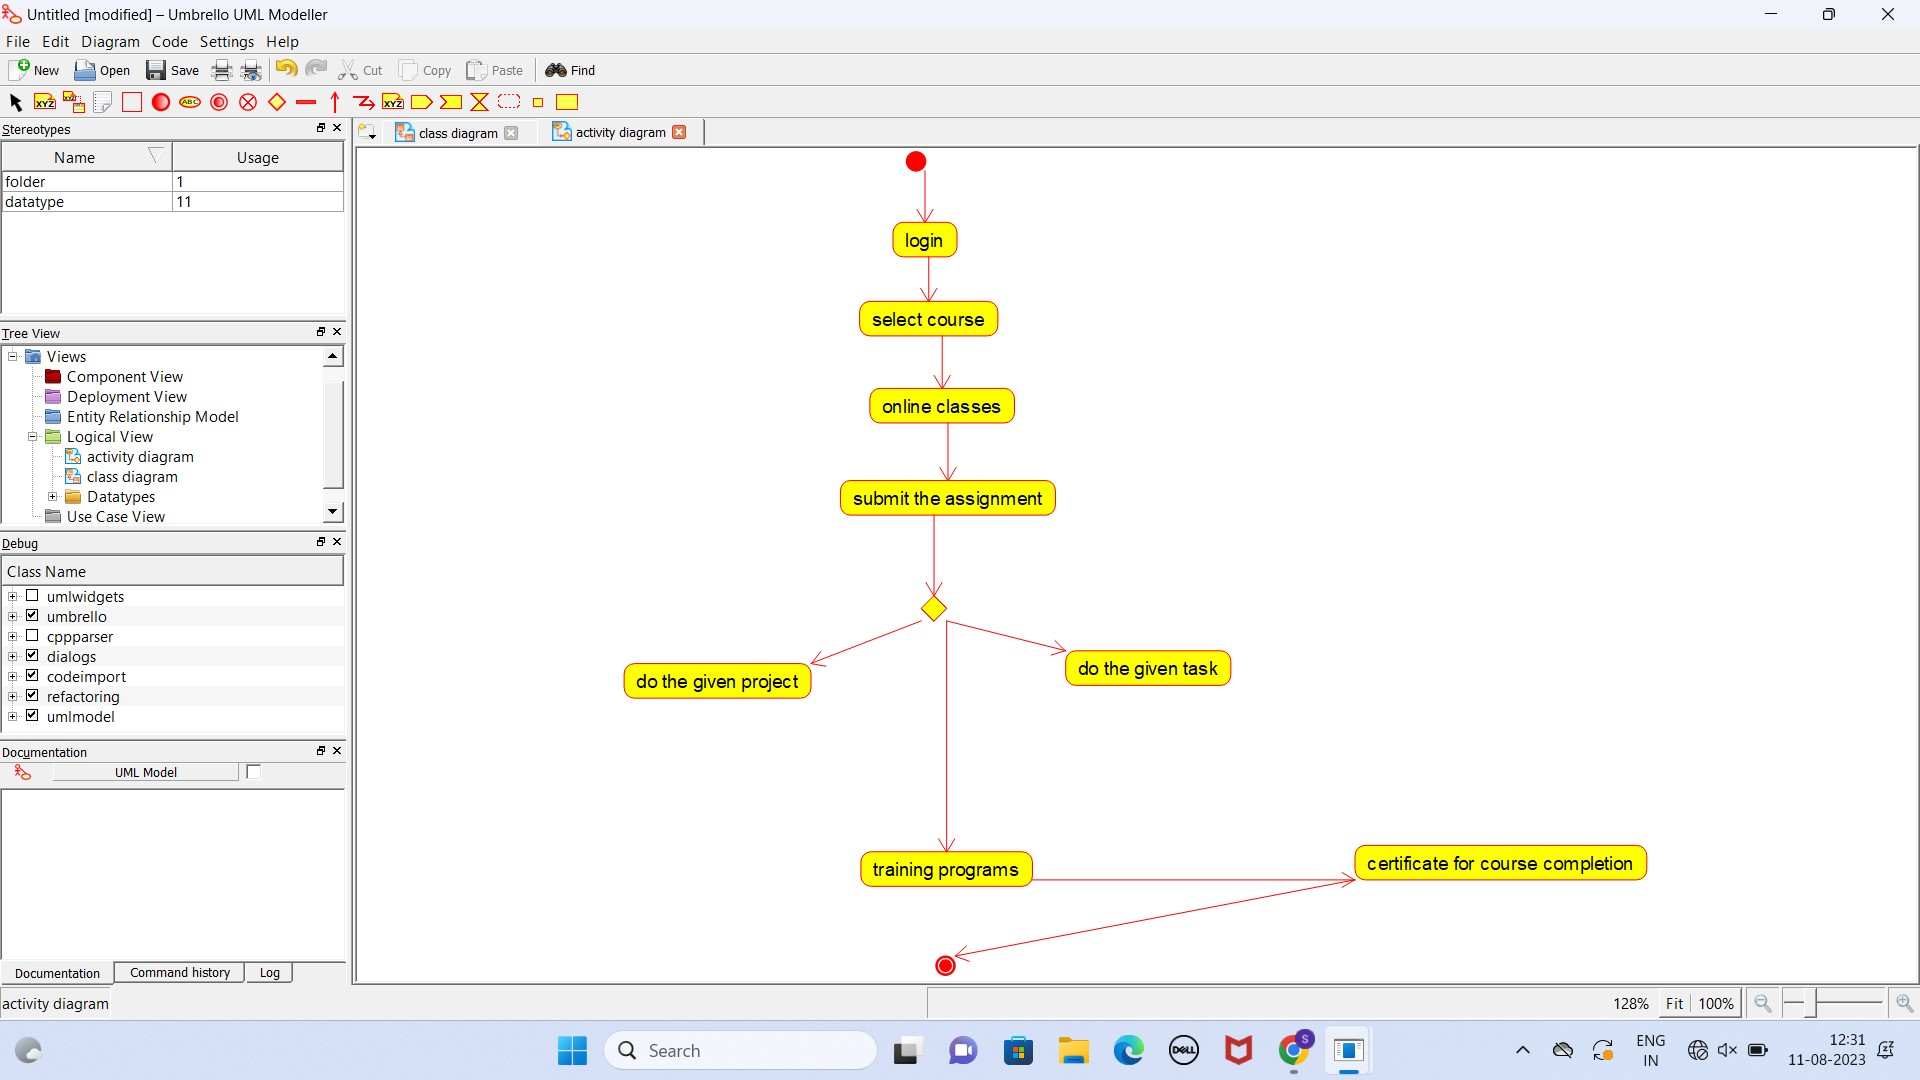 Untitled [modified] – Umbrello UML Modeller
File Edit Diagram Code Settings Help
New Open Save Cut Copy Paste Find
XYZ XYZ ABC XYZ
Stereotypes
Name Usage
folder 1
datatype 11
Tree View
Views
Component View
Deployment View
Entity Relationship Model
Logical View
activity diagram
class diagram
Datatypes
Use Case View
Debug
Class Name
umlwidgets
umbrello
cppparser
dialogs
codeimport
refactoring
umlmodel
Documentation
UML Model
Documentation Command history Log
class diagram activity diagram
login
select course
online classes
submit the assignment
do the given project
do the given task
training programs
certificate for course completion
activity diagram
128% Fit 100%
Search
DELL
S
ENG
IN
12:31
11-08-2023